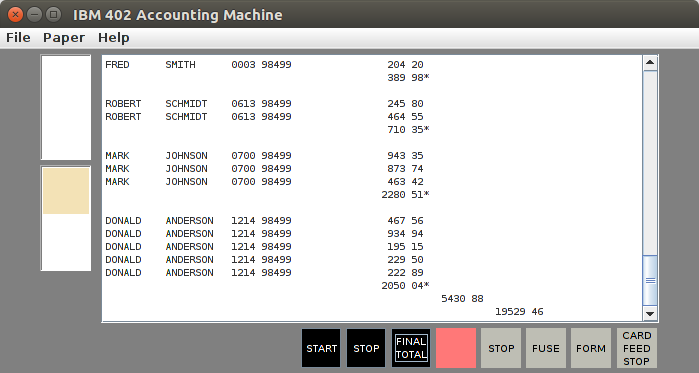 IBM 402 Accounting Machine
File Paper Help
FRED SMITH 0003 98499 204 20
389 98*
ROBERT SCHMIDT 0613 98499 245 80
ROBERT SCHMIDT 0613 98499 464 55
710 35*
MARK JOHNSON 0700 98499 943 35
MARK JOHNSON 0700 98499 873 74
MARK JOHNSON 0700 98499 463 42
2280 51*
DONALD ANDERSON 1214 98499 467 56
DONALD ANDERSON 1214 98499 934 94
DONALD ANDERSON 1214 98499 195 15
DONALD ANDERSON 1214 98499 229 50
DONALD ANDERSON 1214 98499 222 89
2050 04*
5430 88
19529 46
START STOP FINAL TOTAL STOP FUSE FORM CARD FEED STOP